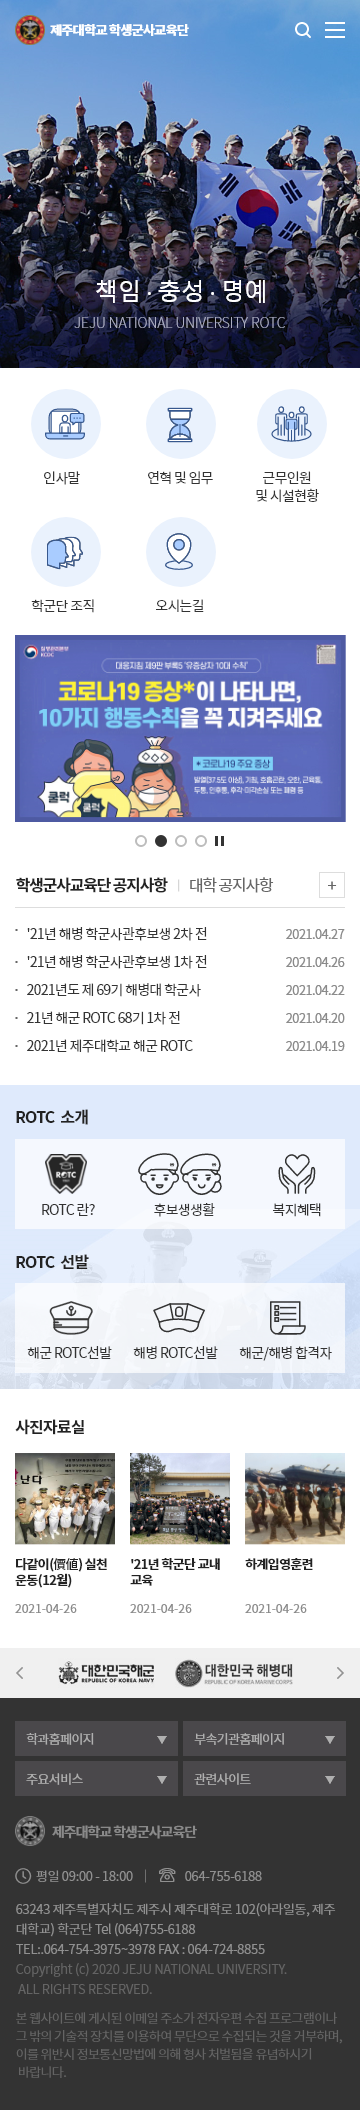 제주대학교 학생군사교육단
책임 · 충성 · 명예
JEJU NATIONAL UNIVERSITY ROTC
인사말
연혁 및 임무
근무인원
및 시설현황
학군단 조직
오시는길
질병관리본부
KCDC
대응지침 제9판 부록5 '유증상자 10대 수칙'
코로나19 증상*이 나타나면,
10가지 행동수칙을 꼭 지켜주세요
* 코로나19 주요 증상
발열(37.5도 이상), 기침, 호흡곤란, 오한, 근육통,
두통, 인후통, 후각·미각손실 또는 폐렴 등
쿨럭
쿨럭
학생군사교육단 공지사항
대학 공지사항
+
'21년 해병 학군사관후보생 2차 전 2021.04.27
'21년 해병 학군사관후보생 1차 전 2021.04.26
2021년도 제 69기 해병대 학군사 2021.04.22
21년 해군 ROTC 68기 1차 전 2021.04.20
2021년 제주대학교 해군 ROTC 2021.04.19
ROTC 소개
ROTC
ROTC 란?
후보생생활
복지혜택
ROTC 선발
해군 ROTC선발
해병 ROTC선발
해군/해병 합격자
사진자료실
난 다
다같이(價値) 실천
운동(12월)
2021-04-26
'21년 학군단 교내
교육
2021-04-26
하계입영훈련
2021-04-26
대한민국해군
REPUBLIC OF KOREA NAVY
대한민국 해병대
REPUBLIC OF KOREA MARINE CORPS
학과홈페이지
부속기관홈페이지
주요서비스
관련사이트
제주대학교 학생군사교육단
평일 09:00 - 18:00
064-755-6188
63243 제주특별자치도 제주시 제주대학로 102(아라일동, 제주
대학교) 학군단 Tel (064)755-6188
TEL:.064-754-3975~3978 FAX : 064-724-8855
Copyright (c) 2020 JEJU NATIONAL UNIVERSITY.
ALL RIGHTS RESERVED.
본 웹사이트에 게시된 이메일 주소가 전자우편 수집 프로그램이나
그 밖의 기술적 장치를 이용하여 무단으로 수집되는 것을 거부하며,
이를 위반시 정보통신망법에 의해 형사 처벌됨을 유념하시기
바랍니다.